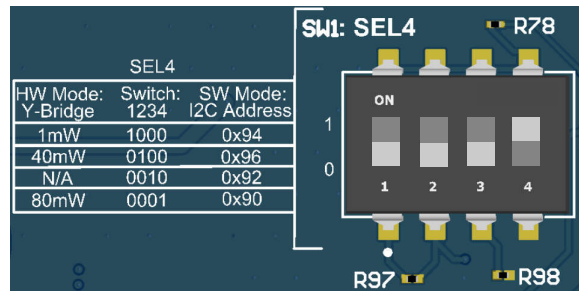 SW1: SEL4
R78
SEL4
HW Mode: Y-Bridge
Switch: 1234
SW Mode: I2C Address
1mW 1000 0x94
40mW 0100 0x96
N/A 0010 0x92
80mW 0001 0x90
ON
1
0
1 2 3 4
R97
R98